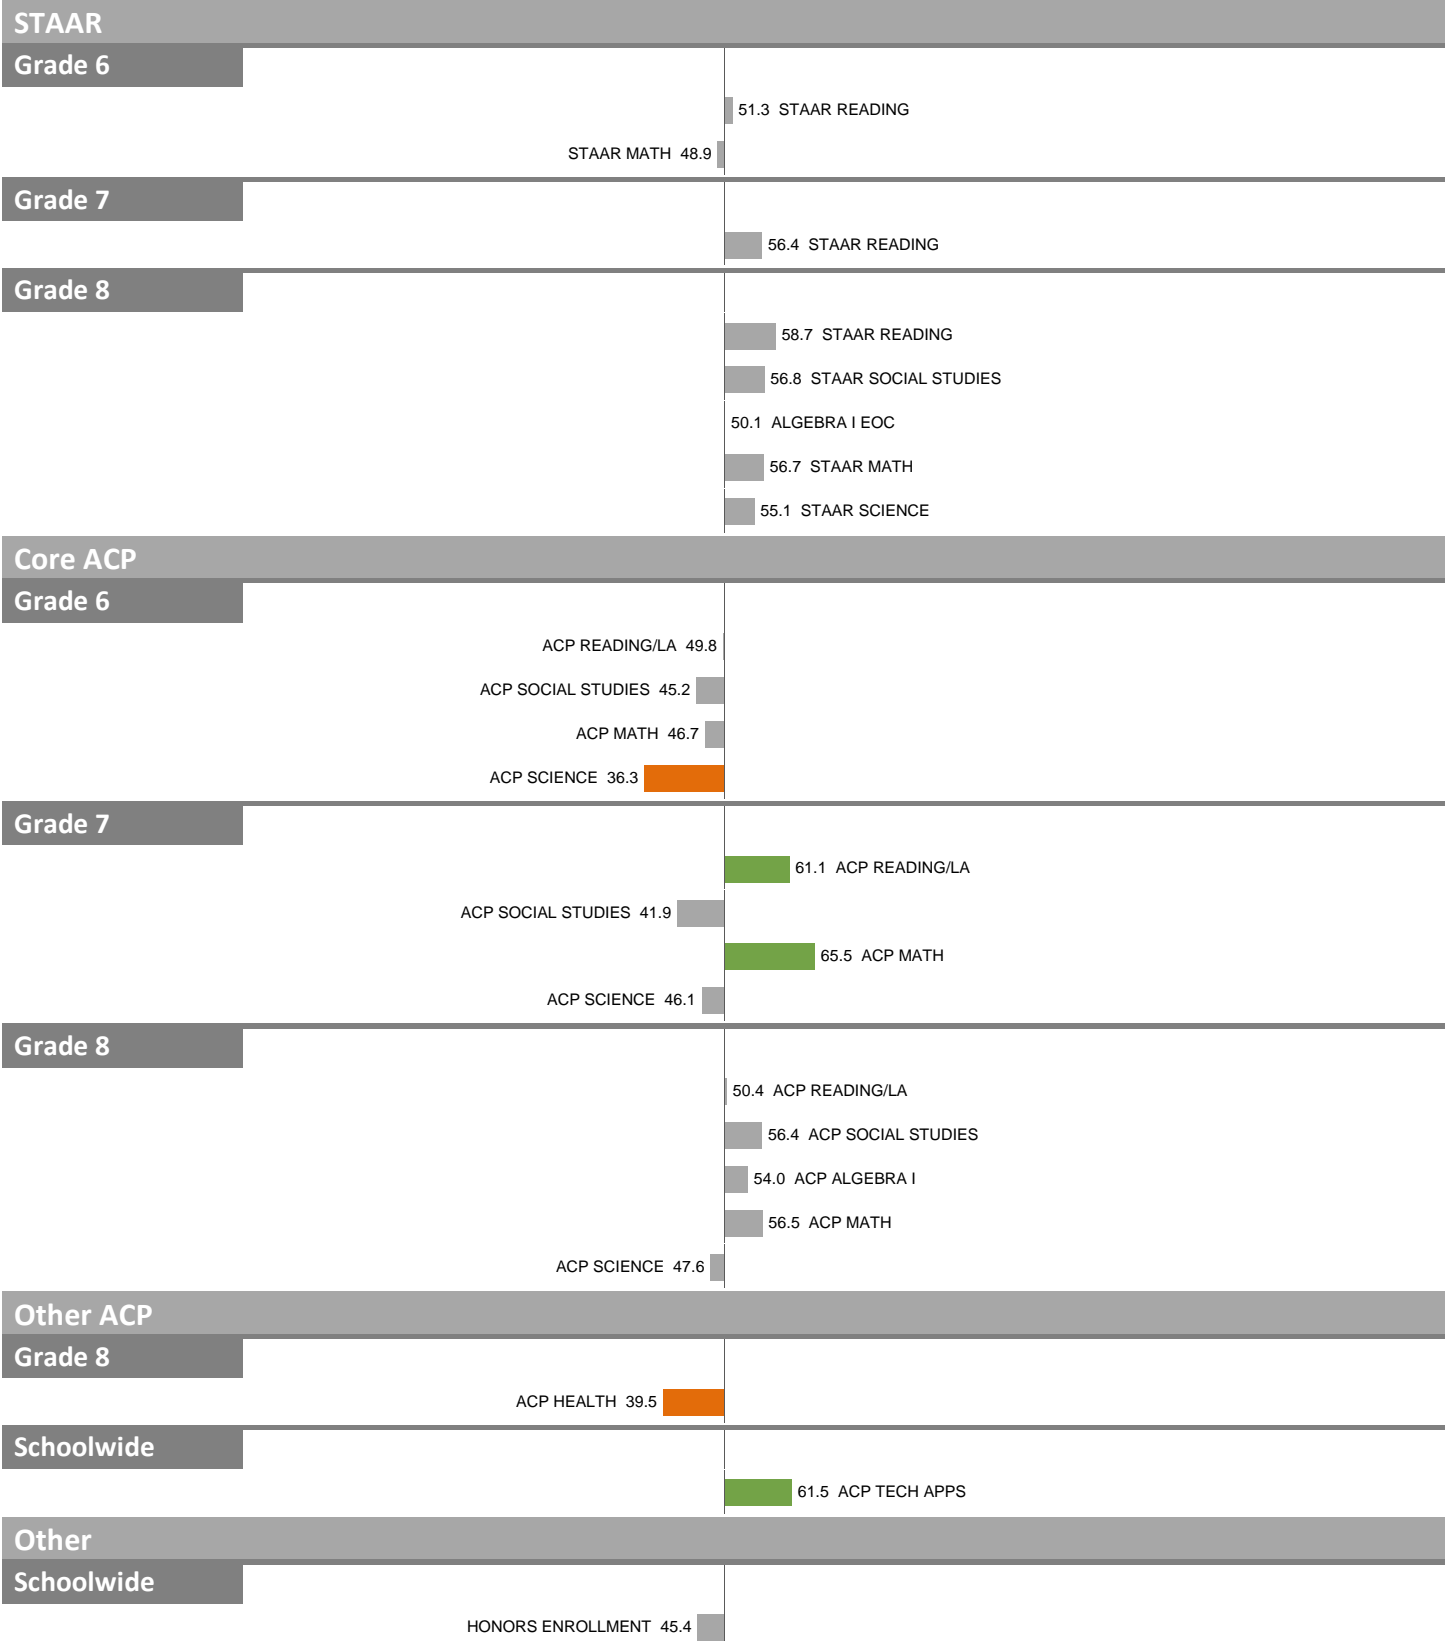 STAAR
Grade 6
51.3 STAAR READING
STAAR MATH 48.9
Grade 7
56.4 STAAR READING
Grade 8
58.7 STAAR READING
56.8 STAAR SOCIAL STUDIES
50.1 ALGEBRA I EOC
56.7 STAAR MATH
55.1 STAAR SCIENCE
Core ACP
Grade 6
ACP READING/LA 49.8
ACP SOCIAL STUDIES 45.2
ACP MATH 46.7
ACP SCIENCE 36.3
Grade 7
61.1 ACP READING/LA
ACP SOCIAL STUDIES 41.9
65.5 ACP MATH
ACP SCIENCE 46.1
Grade 8
50.4 ACP READING/LA
56.4 ACP SOCIAL STUDIES
54.0 ACP ALGEBRA I
56.5 ACP MATH
ACP SCIENCE 47.6
Other ACP
Grade 8
ACP HEALTH 39.5
Schoolwide
61.5 ACP TECH APPS
Other
Schoolwide
HONORS ENROLLMENT 45.4